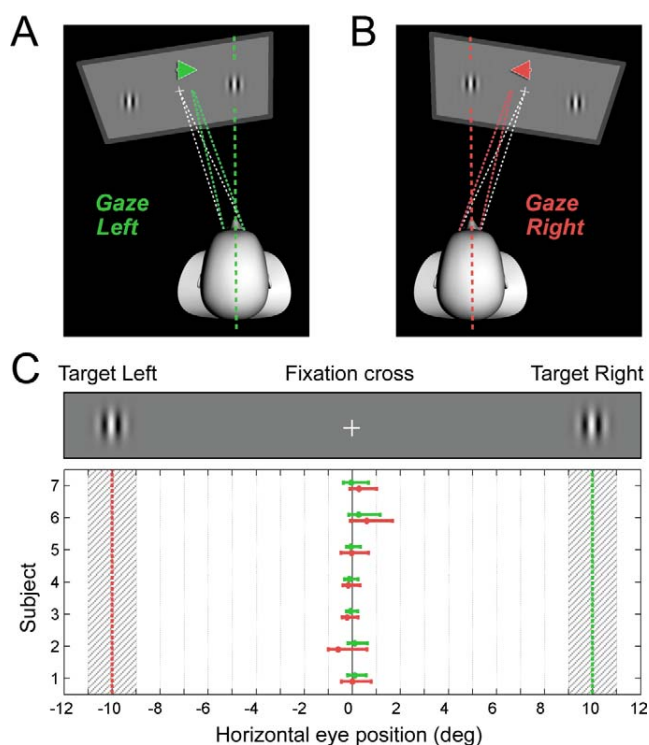 A
B
Gaze
Left
Gaze
Right
C
Target Left Fixation cross Target Right
Subject
7
6
5
4
3
2
1
-12 -10 -8 -6 -4 -2 0 2 4 6 8 10 12
Horizontal eye position (deg)